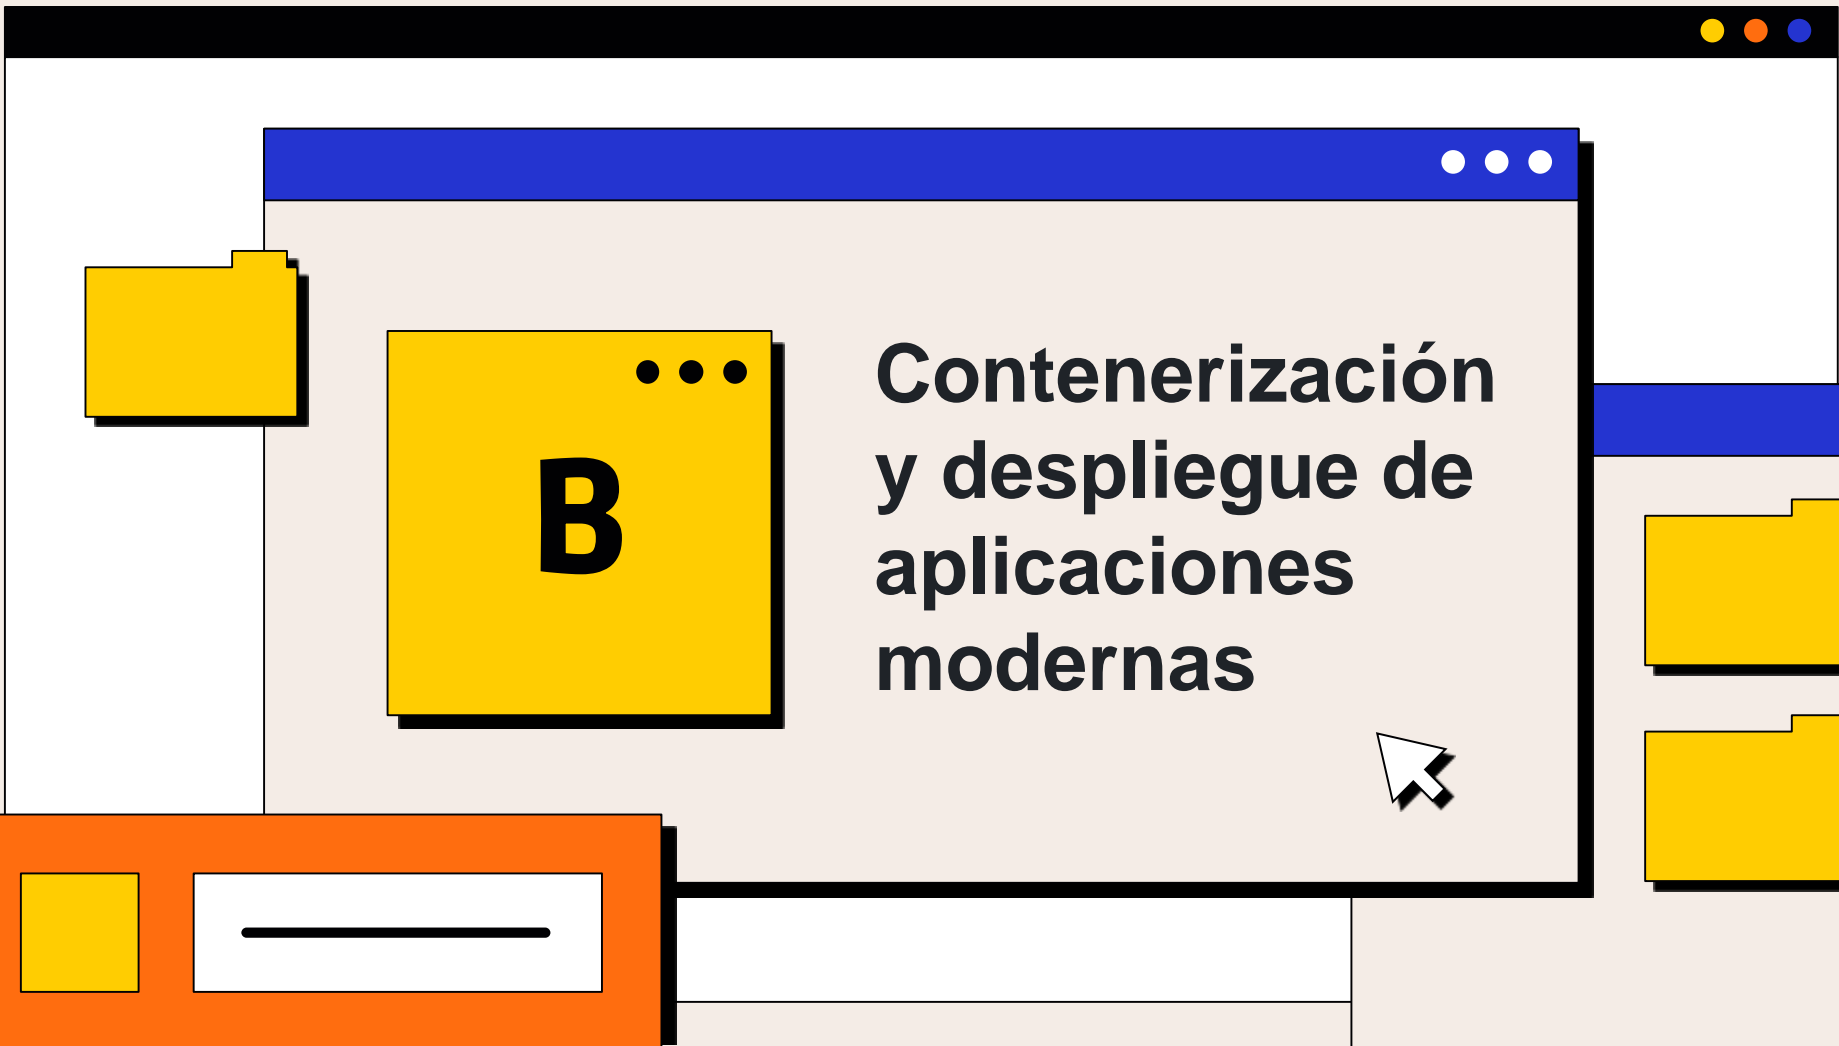 B
Contenerización
y despliegue de
aplicaciones
modernas